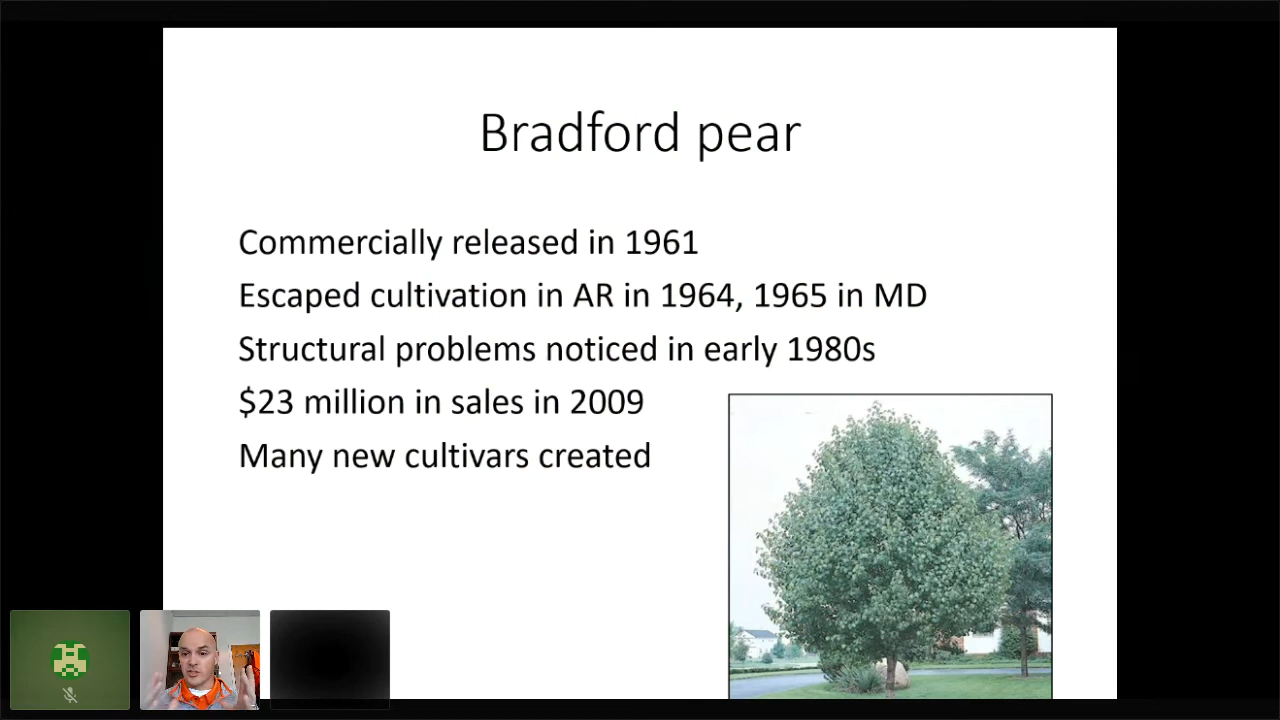 Bradford pear
Commercially released in 1961
Escaped cultivation in AR in 1964, 1965 in MD
Structural problems noticed in early 1980s
$23 million in sales in 2009
Many new cultivars created